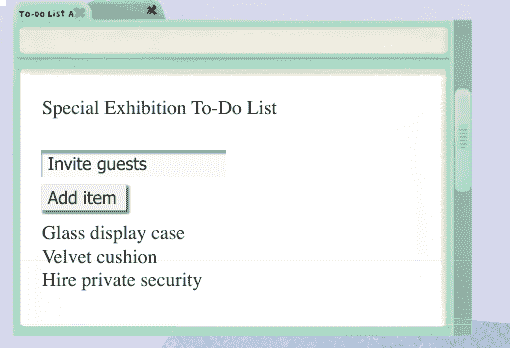 To-Do List A
Special Exhibition To-Do List
Invite guests
Add item
Glass display case
Velvet cushion
Hire private security